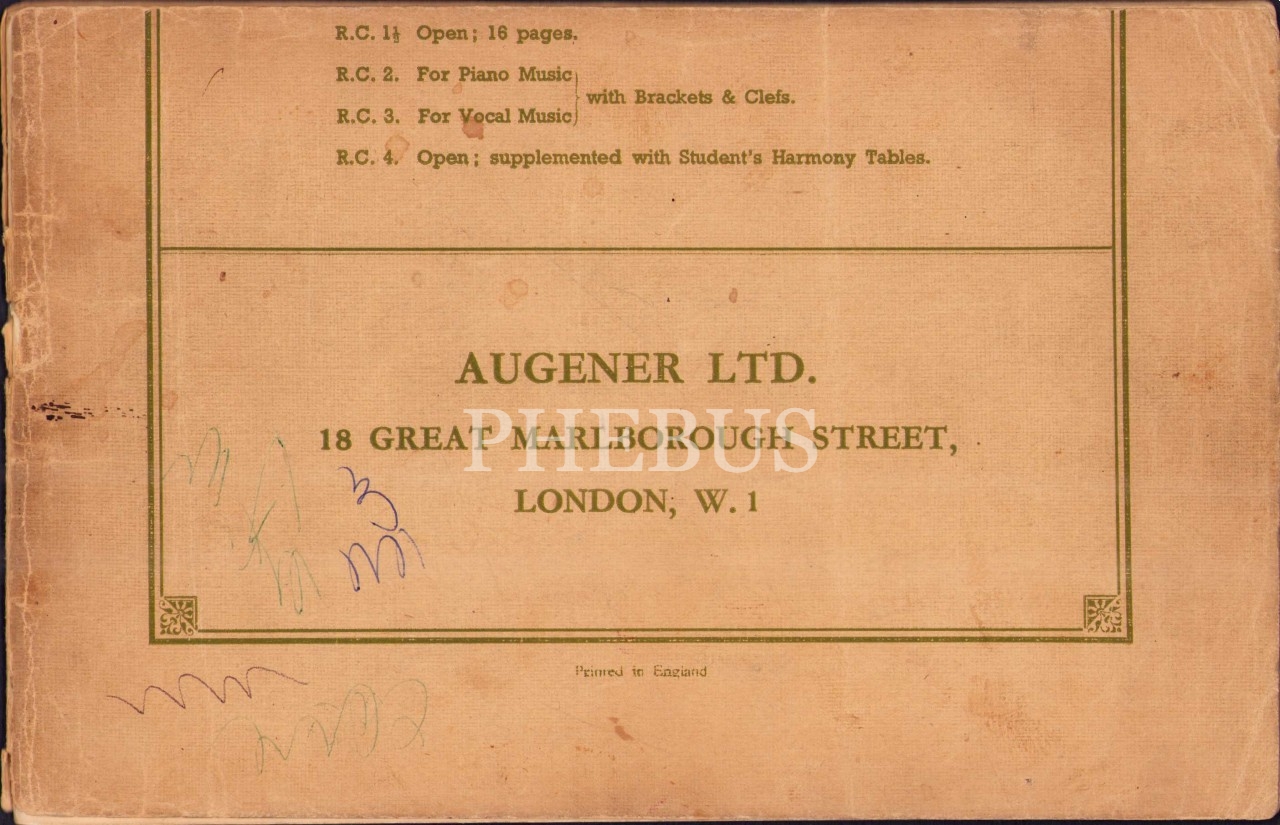 R.C. 1½ Open; 16 pages.
R.C. 2. For Piano Music
with Brackets & Clefs.
R.C. 3. For Vocal Music
R.C. 4. Open; supplemented with Student's Harmony Tables.
AUGENER LTD.
PHEBUS
18 GREAT MARLBOROUGH STREET,
LONDON, W. 1
Printed in England